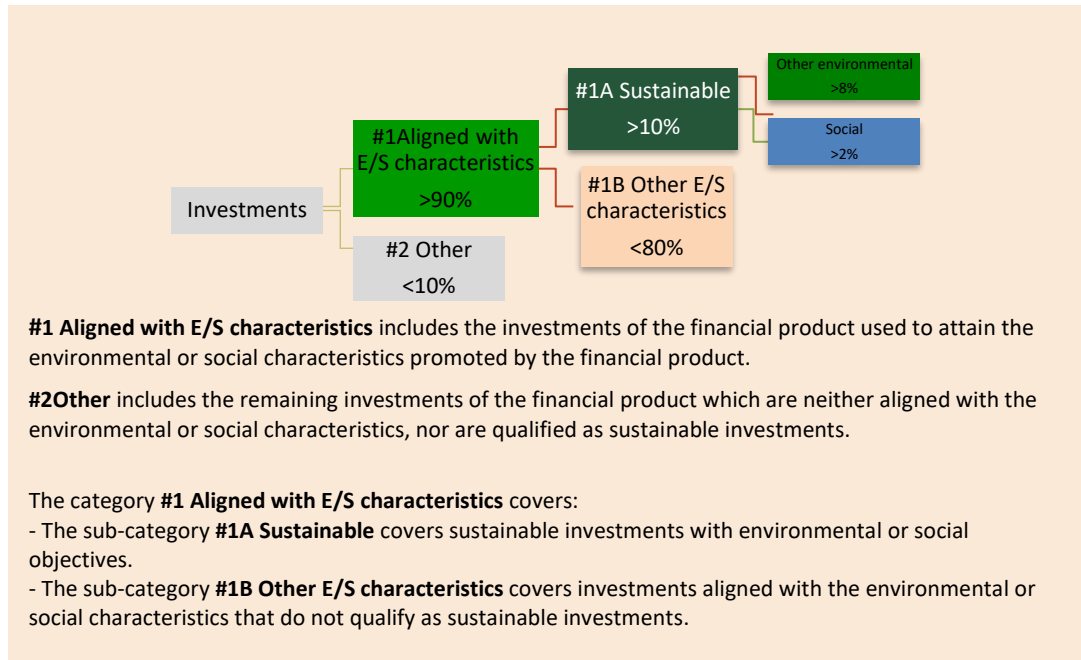 Other environmental
>8%
#1A Sustainable
>10%
Social
>2%
#1Aligned with
E/S characteristics
>90%
#1B Other E/S
characteristics
<80%
Investments
#2 Other
<10%
#1 Aligned with E/S characteristics includes the investments of the financial product used to attain the
environmental or social characteristics promoted by the financial product.
#2Other includes the remaining investments of the financial product which are neither aligned with the
environmental or social characteristics, nor are qualified as sustainable investments.
The category #1 Aligned with E/S characteristics covers:
- The sub-category #1A Sustainable covers sustainable investments with environmental or social
objectives.
- The sub-category #1B Other E/S characteristics covers investments aligned with the environmental or
social characteristics that do not qualify as sustainable investments.